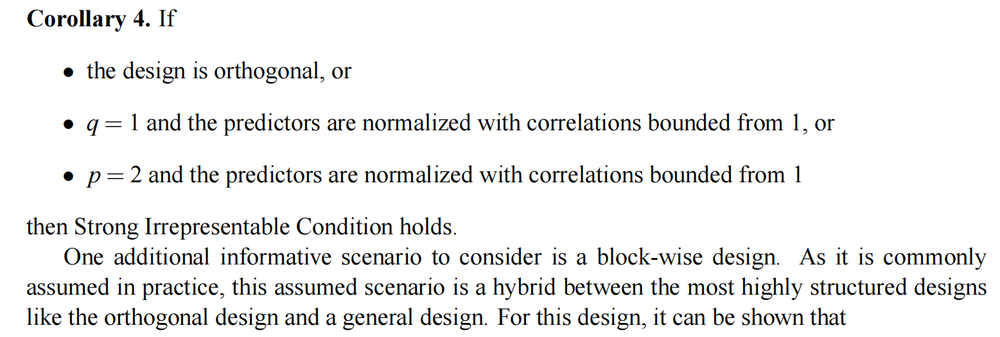 Corollary 4. If
• the design is orthogonal, or
• q = 1 and the predictors are normalized with correlations bounded from 1, or
• p = 2 and the predictors are normalized with correlations bounded from 1
then Strong Irrepresentable Condition holds.
One additional informative scenario to consider is a block-wise design. As it is commonly
assumed in practice, this assumed scenario is a hybrid between the most highly structured designs
like the orthogonal design and a general design. For this design, it can be shown that